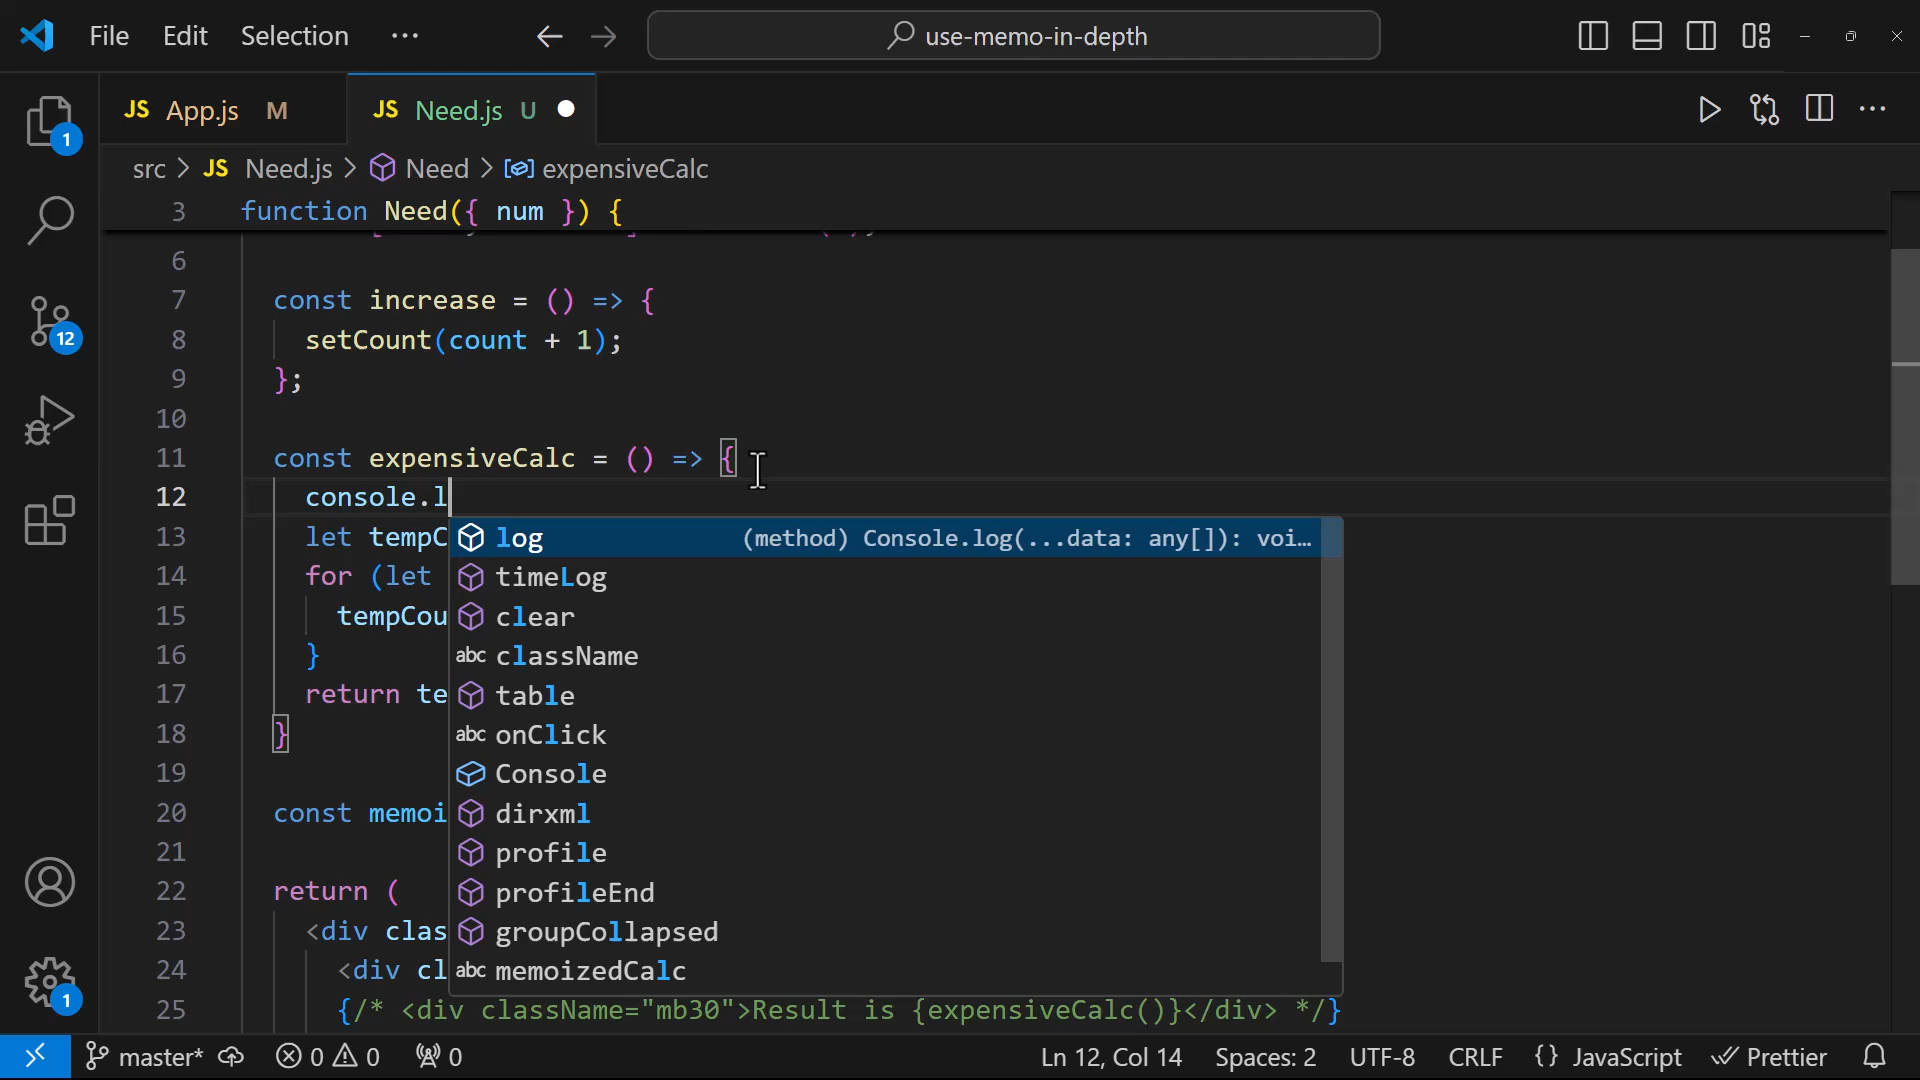 File Edit Selection ··· use-memo-in-depth
JS App.js M JS Need.js U
1
src > JS Need.js > Need > expensiveCalc
3 function Need({ num }) {
6
7 const increase = () => {
8 setCount(count + 1);
9 };
10
11 const expensiveCalc = () => {
12 console.l
13 let tempC
14 for (let
15 tempCou
16 }
17 return te
18 }
19
20 const memoi
21
22 return (
23 <div clas
24 <div cl
25 {/* <div className="mb30">Result is {expensiveCalc()}</div> */}
log (method) Console.log(...data: any[]): voi…
timeLog
clear
abc className
table
abc onClick
Console
dirxml
profile
profileEnd
groupCollapsed
abc memoizedCalc
12
1
master* 0 0 0 Ln 12, Col 14 Spaces: 2 UTF-8 CRLF {} JavaScript Prettier